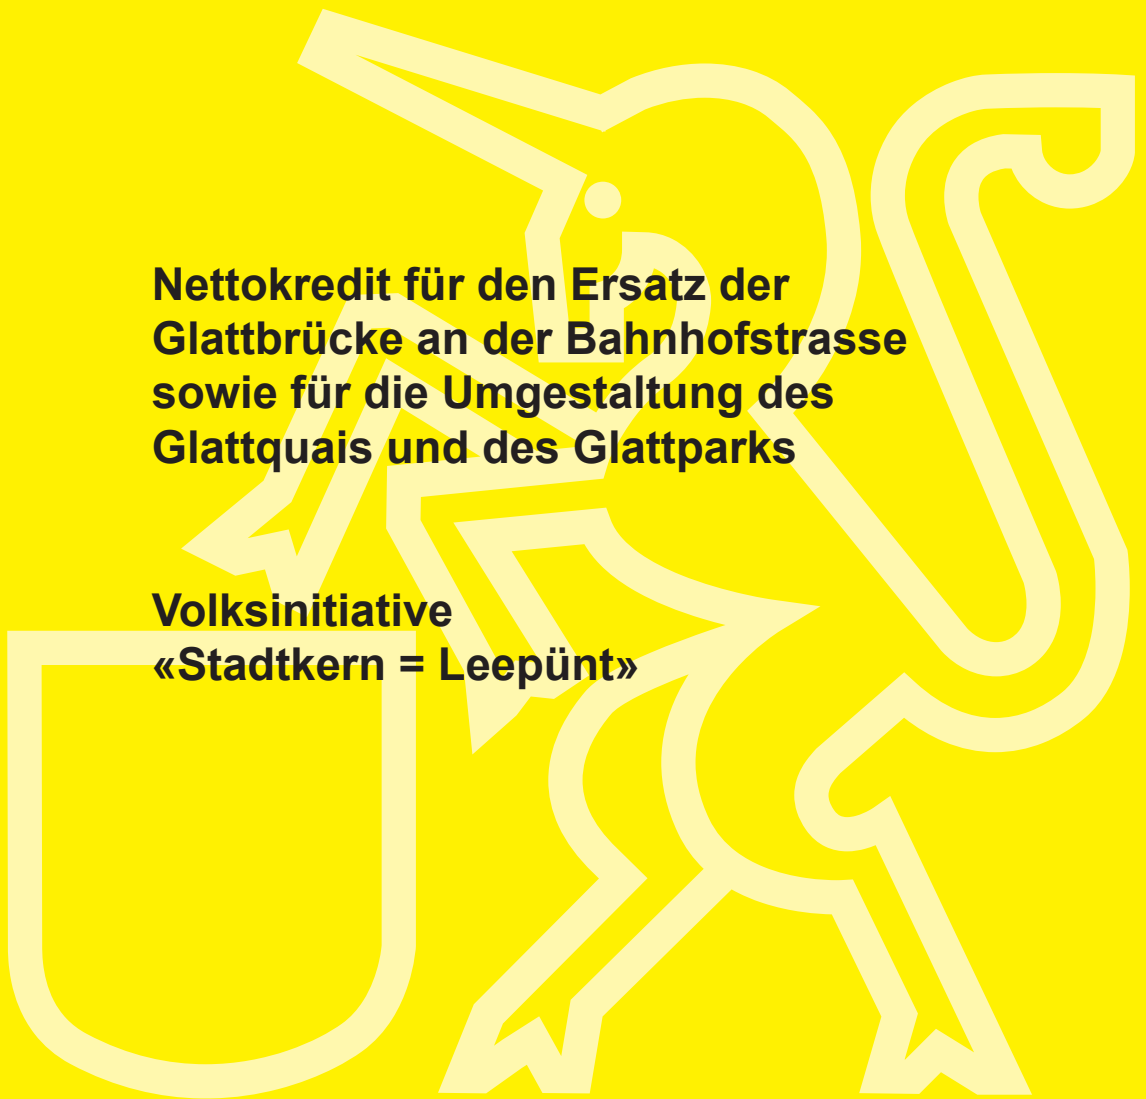 Nettokredit für den Ersatz der
Glattbrücke an der Bahnhofstrasse
sowie für die Umgestaltung des
Glattquais und des Glattparks
Volksinitiative
«Stadtkern = Leepünt»